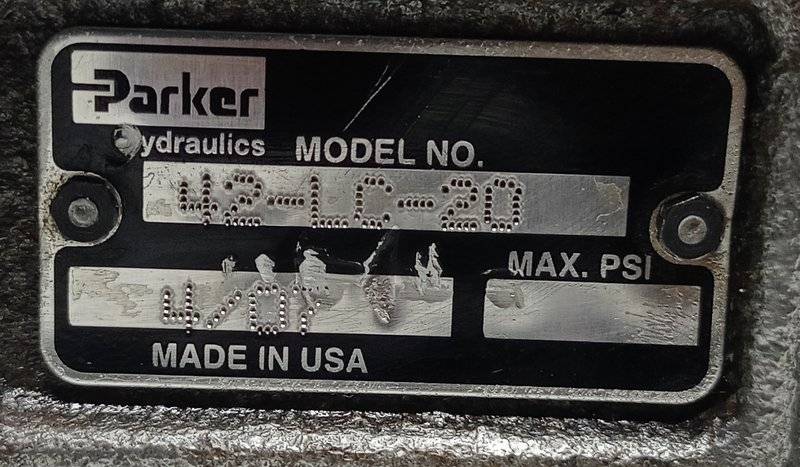 Parker
Hydraulics
MODEL NO.
42-LC-20
MAX. PSI
4/07
MADE IN USA